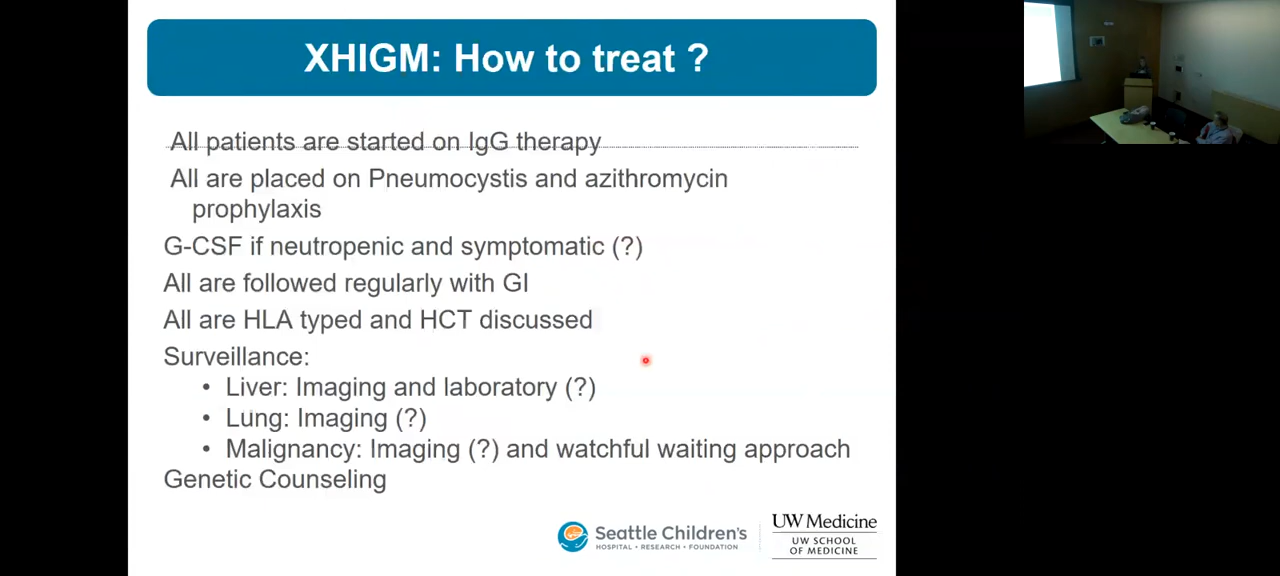 XHIGM: How to treat ?
All patients are started on IgG therapy
All are placed on Pneumocystis and azithromycin
prophylaxis
G-CSF if neutropenic and symptomatic (?)
All are followed regularly with GI
All are HLA typed and HCT discussed
Surveillance:
• Liver: Imaging and laboratory (?)
• Lung: Imaging (?)
• Malignancy: Imaging (?) and watchful waiting approach
Genetic Counseling
Seattle Children's
HOSPITAL • RESEARCH • FOUNDATION
UW Medicine
UW SCHOOL
OF MEDICINE